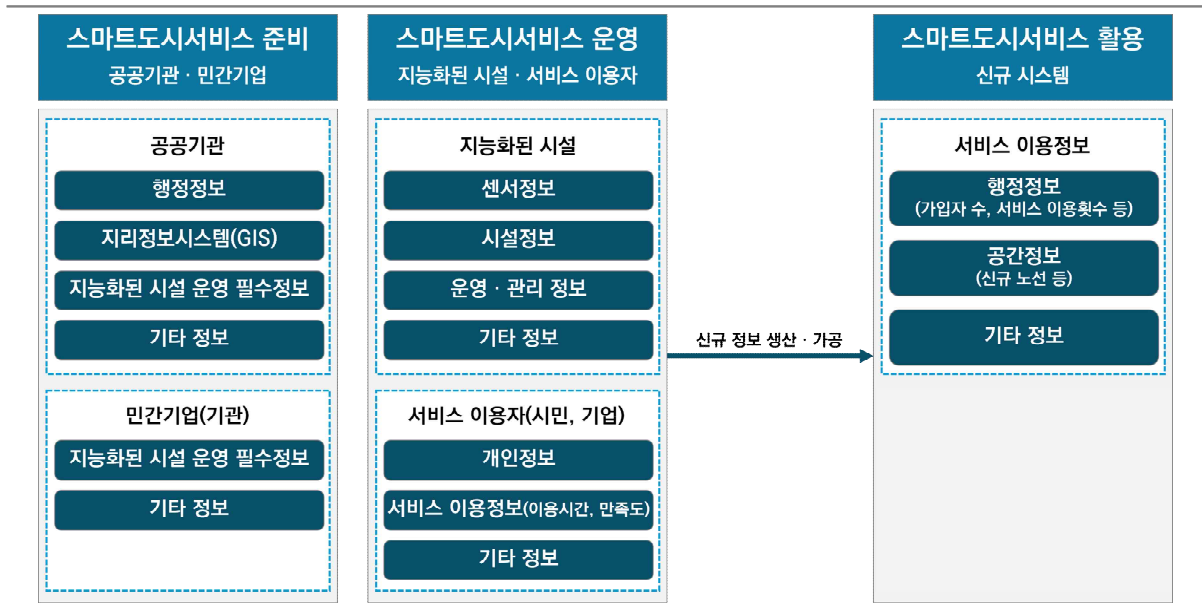 스마트도시서비스 준비
공공기관 · 민간기업
공공기관
행정정보
지리정보시스템(GIS)
지능화된 시설 운영 필수정보
기타 정보
민간기업(기관)
지능화된 시설 운영 필수정보
기타 정보
스마트도시서비스 운영
지능화된 시설 · 서비스 이용자
지능화된 시설
센서정보
시설정보
운영 · 관리 정보
기타 정보
서비스 이용자(시민, 기업)
개인정보
서비스 이용정보(이용시간, 만족도)
기타 정보
신규 정보 생산 · 가공
스마트도시서비스 활용
신규 시스템
서비스 이용정보
행정정보
(가입자 수, 서비스 이용횟수 등)
공간정보
(신규 노선 등)
기타 정보